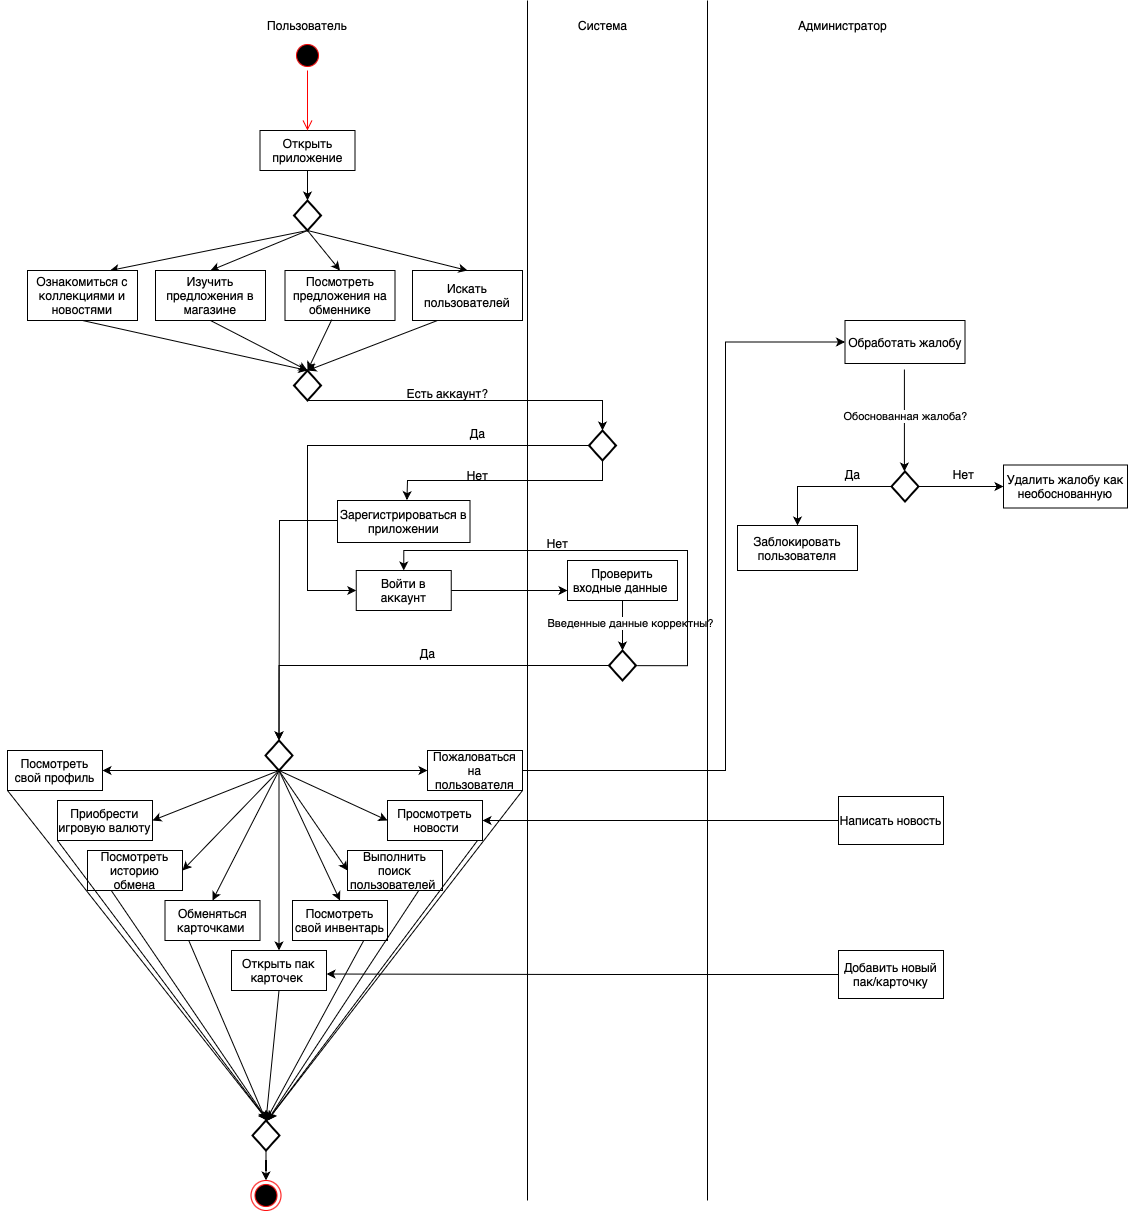 Пользователь
Система
Администратор
Открыть
приложение
Ознакомиться с
коллекциями и
новостями
Изучить
предложения в
магазине
Посмотреть
предложения на
обменнике
Искать
пользователей
Обработать жалобу
Есть аккаунт?
Обоснованная жалоба?
Да
Нет
Да
Нет
Удалить жалобу как
необоснованную
Зарегистрироваться в
приложении
Заблокировать
пользователя
Нет
Войти в
аккаунт
Проверить
входные данные
Введенные данные корректны?
Да
Посмотреть
свой профиль
Пожаловаться
на
пользователя
Приобрести
игровую валюту
Просмотреть
новости
Написать новость
Посмотреть
историю
обмена
Выполнить
поиск
пользователей
Обменяться
карточками
Посмотреть
свой инвентарь
Открыть пак
карточек
Добавить новый
пак/карточку